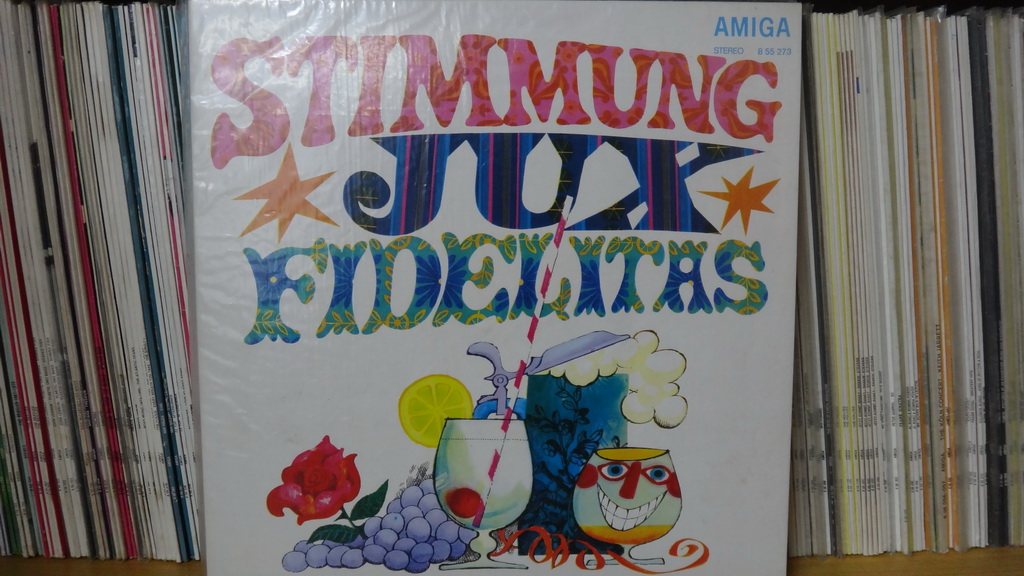 AMIGA
STEREO 8 55 273
STIMMUNG
JUX
FIDELITAS